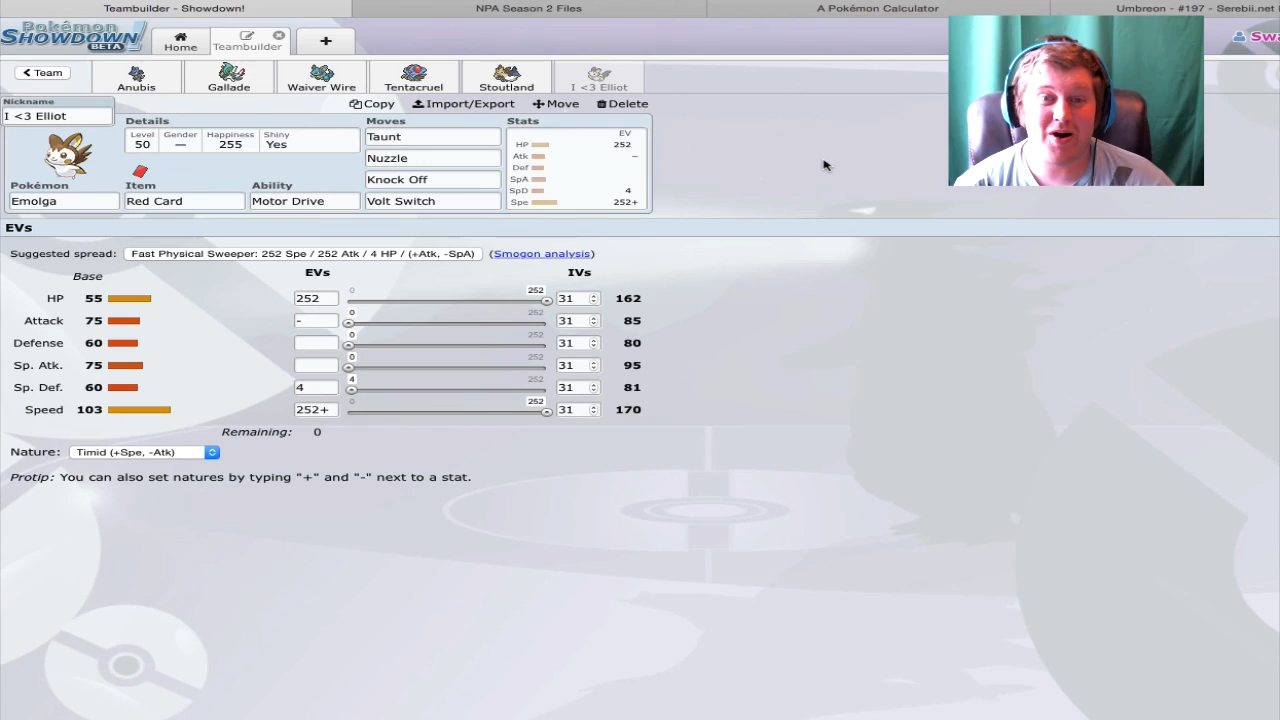 Teambuilder - Showdown!
NPA Season 2 Files
A Pokémon Calculator
Umbreon - #197 - Serebii.net
Pokémon
SHOWDOWN!
BETA
Home
Teambuilder
+
Swa
< Team
Anubis
Gallade
Waiver Wire
Tentacruel
Stoutland
I <3 Elliot
Nickname
I <3 Elliot
Copy
Import/Export
Move
Delete
Details
Level
50
Gender
—
Happiness
255
Shiny
Yes
Pokémon
Emolga
Item
Red Card
Ability
Motor Drive
Moves
Taunt
Nuzzle
Knock Off
Volt Switch
Stats
EV
HP 252
Atk –
Def
SpA
SpD 4
Spe 252+
EVs
Suggested spread: Fast Physical Sweeper: 252 Spe / 252 Atk / 4 HP / (+Atk, -SpA) (Smogon analysis)
Base EVs IVs
HP 55 252 0 252 31 162
Attack 75 - 0 252 31 85
Defense 60 0 252 31 80
Sp. Atk. 75 0 252 31 95
Sp. Def. 60 4 4 252 31 81
Speed 103 252+ 0 252 31 170
Remaining: 0
Nature: Timid (+Spe, -Atk)
Protip: You can also set natures by typing "+" and "-" next to a stat.